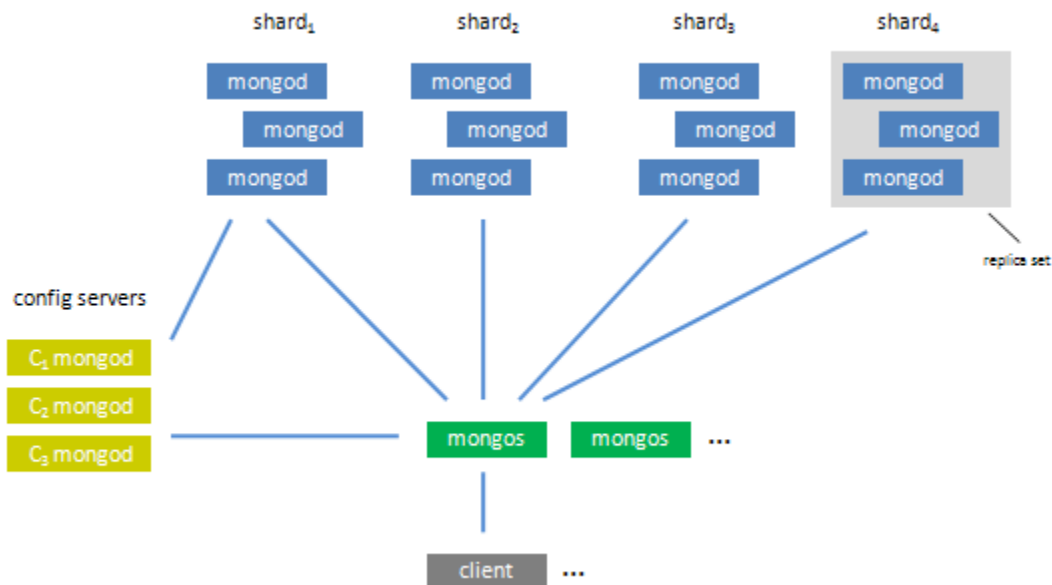 shard₁ shard₂ shard₃ shard₄
mongod mongod mongod mongod
mongod mongod mongod mongod
mongod mongod mongod mongod
replica set
config servers
C₁ mongod
C₂ mongod
C₃ mongod
mongos mongos ...
client ...